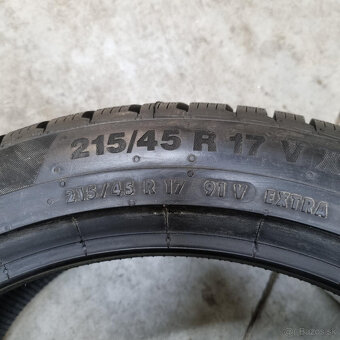 215/45 R 17 V
215/45 R 17 91 V EXTRA
Bazos.sk